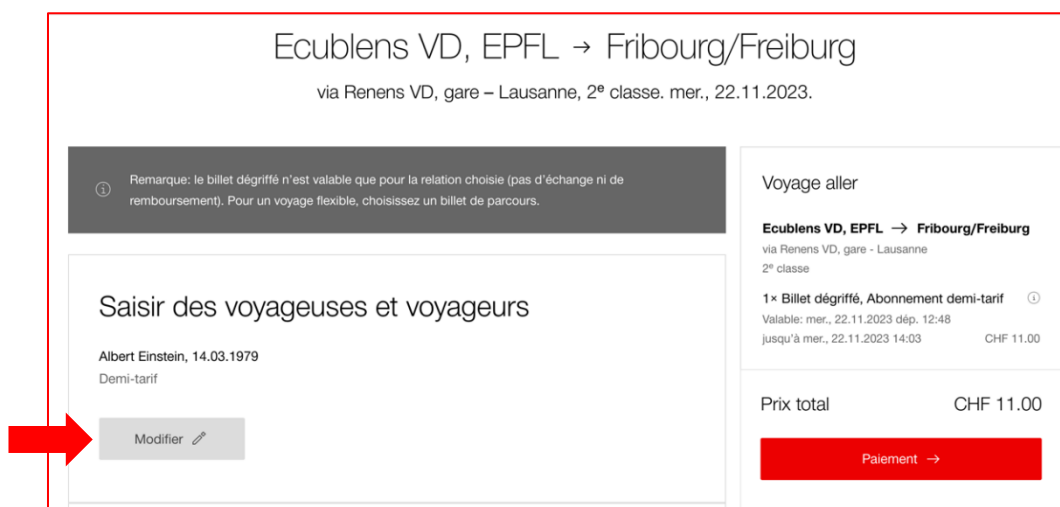 Ecublens VD, EPFL → Fribourg/Freiburg
via Renens VD, gare – Lausanne, 2ᵉ classe. mer., 22.11.2023.
Remarque: le billet dégriffé n'est valable que pour la relation choisie (pas d'échange ni de
remboursement). Pour un voyage flexible, choisissez un billet de parcours.
Saisir des voyageuses et voyageurs
Albert Einstein, 14.03.1979
Demi-tarif
Modifier
Voyage aller
Ecublens VD, EPFL → Fribourg/Freiburg
via Renens VD, gare - Lausanne
2ᵉ classe
1× Billet dégriffé, Abonnement demi-tarif
Valable: mer., 22.11.2023 dép. 12:48
jusqu'à mer., 22.11.2023 14:03 CHF 11.00
Prix total CHF 11.00
Paiement →